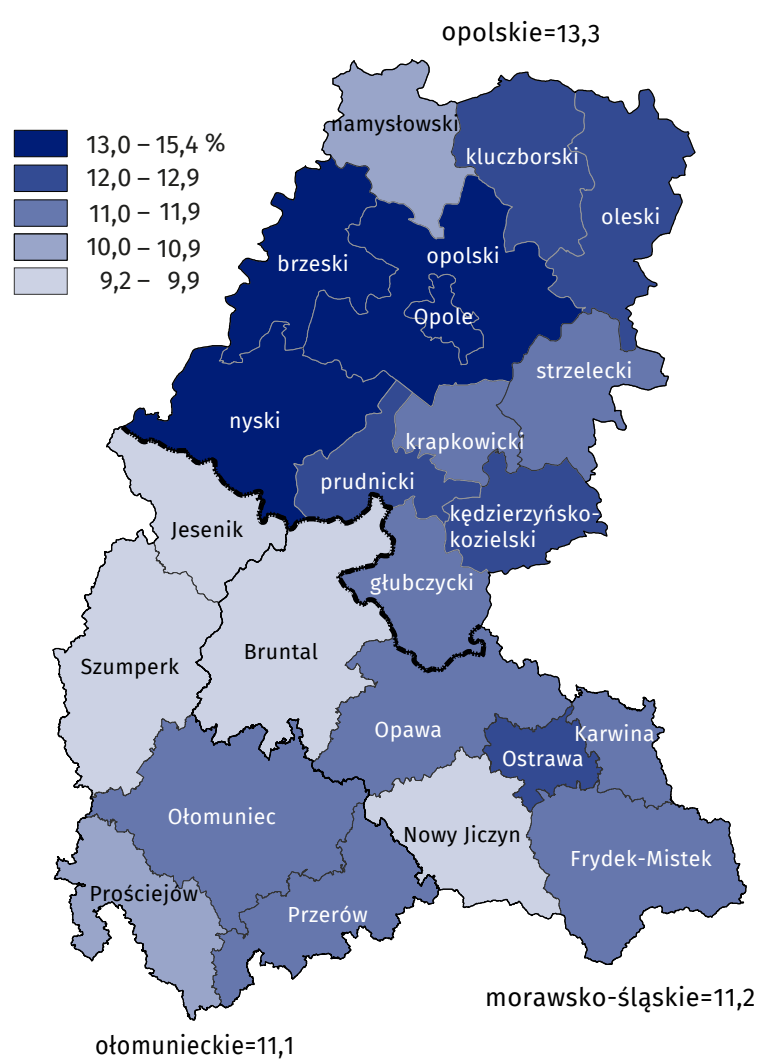 opolskie=13,3
13,0 – 15,4 %
12,0 – 12,9
11,0 – 11,9
10,0 – 10,9
9,2 – 9,9
namysłowski
kluczborski
oleski
brzeski
opolski
Opole
strzelecki
nyski
krapkowicki
prudnicki
kędzierzyńsko-
kozielski
Jesenik
głubczycki
Bruntal
Szumperk
Opawa
Karwina
Ostrawa
Ołomuniec
Nowy Jiczyn
Frydek-Mistek
Prościejów
Przerów
morawsko-śląskie=11,2
ołomunieckie=11,1